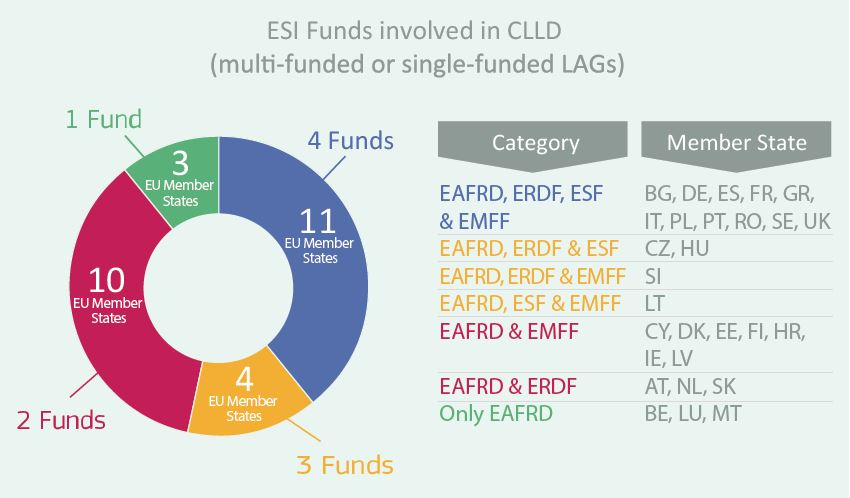 ESI Funds involved in CLLD
(multi-funded or single-funded LAGs)
1 Fund
4 Funds
3
EU Member
States
11
EU Member
States
10
EU Member
States
4
EU Member
States
2 Funds
3 Funds
Category
Member State
EAFRD, ERDF, ESF
& EMFF
BG, DE, ES, FR, GR,
IT, PL, PT, RO, SE, UK
EAFRD, ERDF & ESF
CZ, HU
EAFRD, ERDF & EMFF
SI
EAFRD, ESF & EMFF
LT
EAFRD & EMFF
CY, DK, EE, FI, HR,
IE, LV
EAFRD & ERDF
AT, NL, SK
Only EAFRD
BE, LU, MT